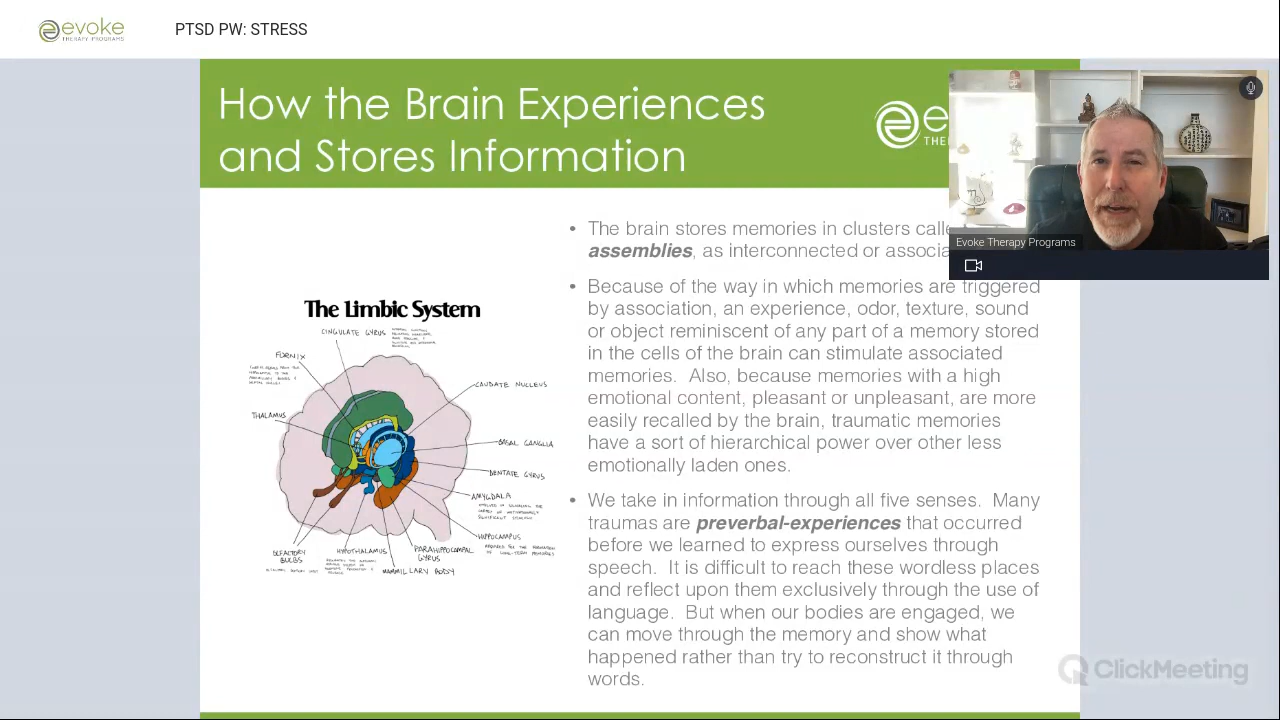 evoke
THERAPY PROGRAMS
PTSD PW: STRESS
How the Brain Experiences
and Stores Information
THE
Evoke Therapy Programs
• The brain stores memories in clusters
assemblies, as interconnected or
• Because of the way in which memories are triggered
by association, an experience, odor, texture, sound
or object reminiscent of any part of a memory stored
in the cells of the brain can stimulate associated
memories. Also, because memories with a high
emotional content, pleasant or unpleasant, are more
easily recalled by the brain, traumatic memories
have a sort of hierarchical power over other less
emotionally laden ones.
• We take in information through all five senses. Many
traumas are preverbal-experiences that occurred
before we learned to express ourselves through
speech. It is difficult to reach these wordless places
and reflect upon them exclusively through the use of
language. But when our bodies are engaged, we
can move through the memory and show what
happened rather than try to reconstruct it through
words.
The Limbic System
CINGULATE GYRUS
FORNIX
CAUDATE NUCLEUS
THALAMUS
BASAL GANGLIA
DENTATE GYRUS
AMYGDALA
HIPPOCAMPUS
OLFACTORY
BULBS
HYPOTHALAMUS
PARAHIPPOCAMPAL
GYRUS
MAMMILLARY BODY
ClickMeeting